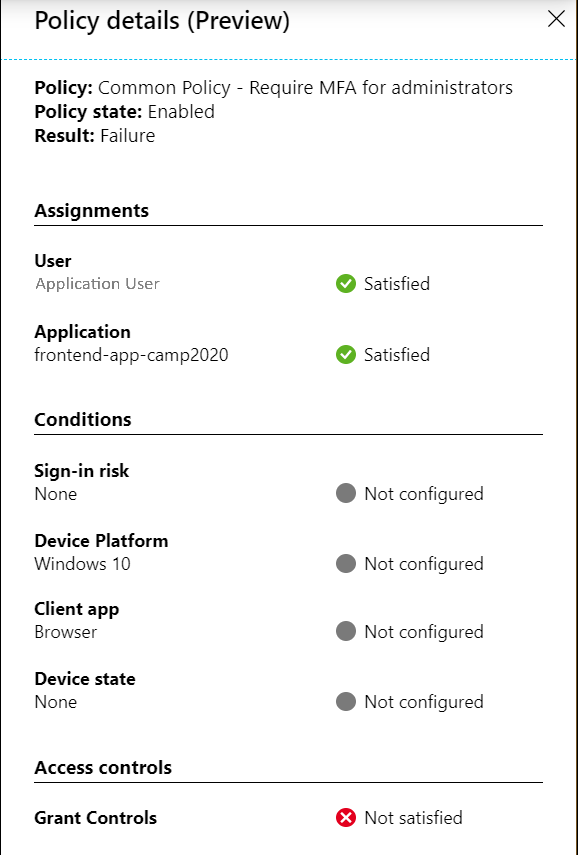 Policy details (Preview)
Policy: Common Policy - Require MFA for administrators
Policy state: Enabled
Result: Failure
Assignments
User
Application User
Satisfied
Application
frontend-app-camp2020
Satisfied
Conditions
Sign-in risk
None
Not configured
Device Platform
Windows 10
Not configured
Client app
Browser
Not configured
Device state
None
Not configured
Access controls
Grant Controls
Not satisfied